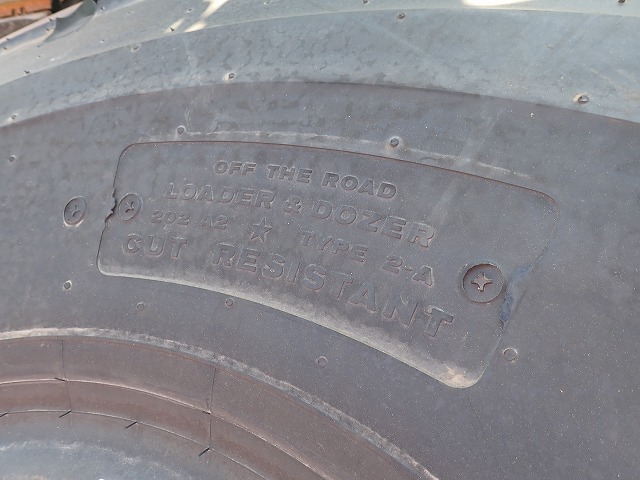 OFF THE ROAD
LOADER & DOZER
202 A2 ☆ TYPE 2-A
CUT RESISTANT